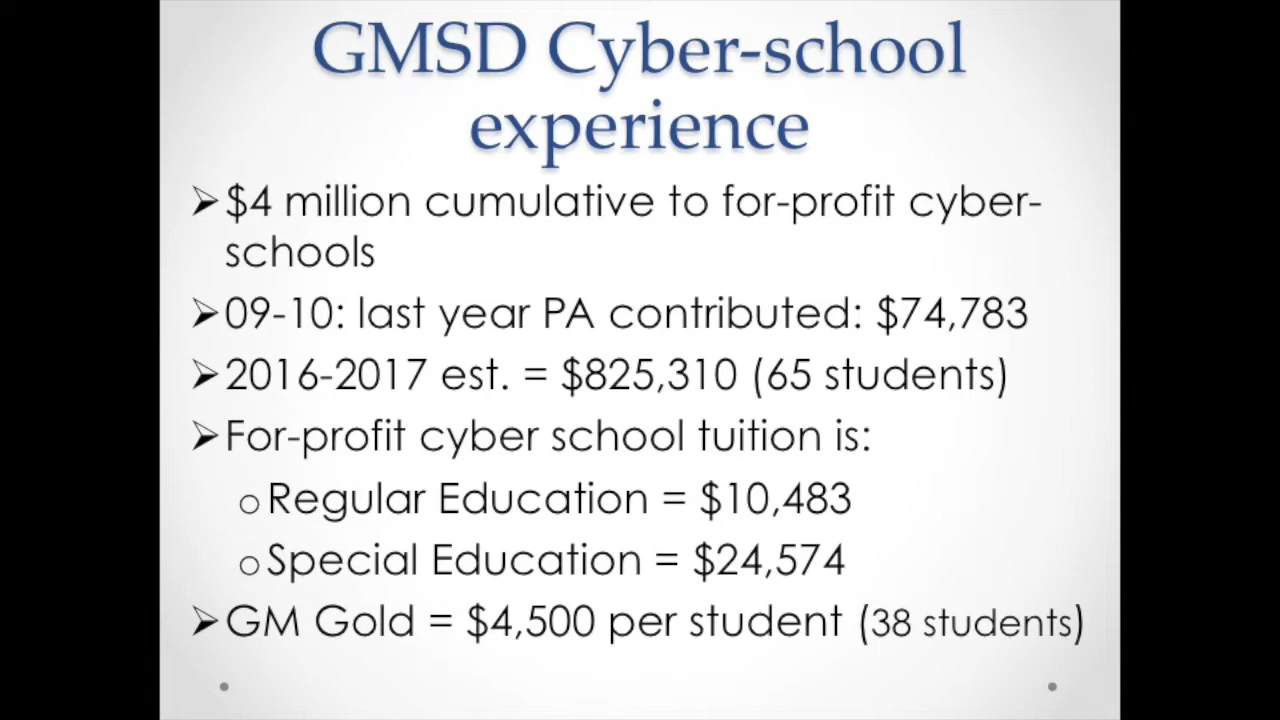 GMSD Cyber-school
experience
➢$4 million cumulative to for-profit cyber-
schools
➢09-10: last year PA contributed: $74,783
➢2016-2017 est. = $825,310 (65 students)
➢For-profit cyber school tuition is:
oRegular Education = $10,483
oSpecial Education = $24,574
➢GM Gold = $4,500 per student (38 students)